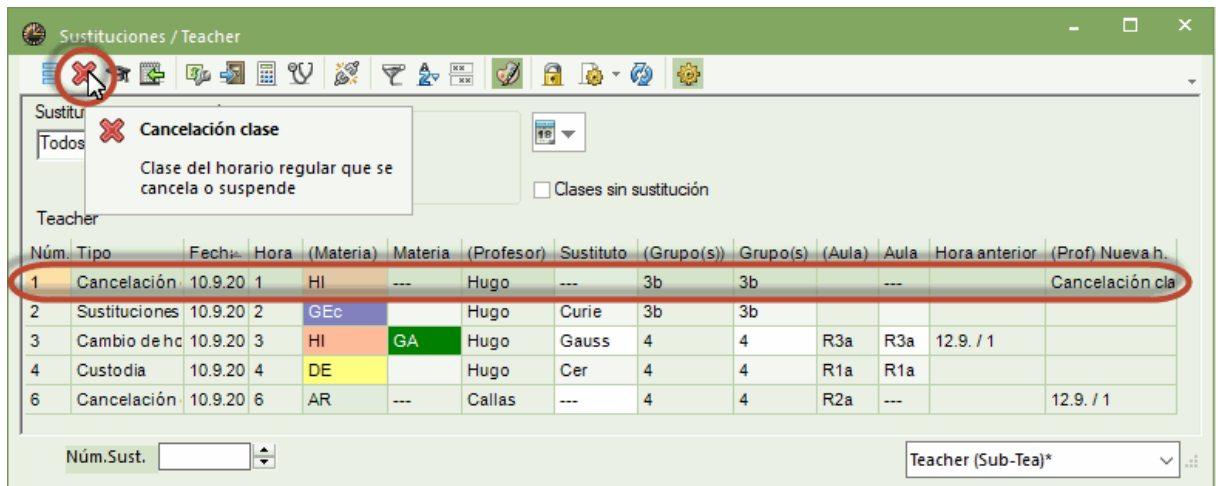 Sustituciones / Teacher
Cancelación clase
Clase del horario regular que se
cancela o suspende
Todos
18
Clases sin sustitución
Teacher
Núm. Tipo Fech Hora (Materia) Materia (Profesor) Sustituto (Grupo(s)) Grupo(s) (Aula) Aula Hora anterior (Prof) Nueva h.
1 Cancelación 10.9.20 1 HI --- Hugo --- 3b 3b --- Cancelación cla
2 Sustituciones 10.9.20 2 GEc Hugo Curie 3b 3b
3 Cambio de ho 10.9.20 3 HI GA Hugo Gauss 4 4 R3a R3a 12.9. / 1
4 Custodia 10.9.20 4 DE Hugo Cer 4 4 R1a R1a
6 Cancelación 10.9.20 6 AR --- Callas --- 4 4 R2a --- 12.9. / 1
Núm.Sust.
Teacher (Sub-Tea)*